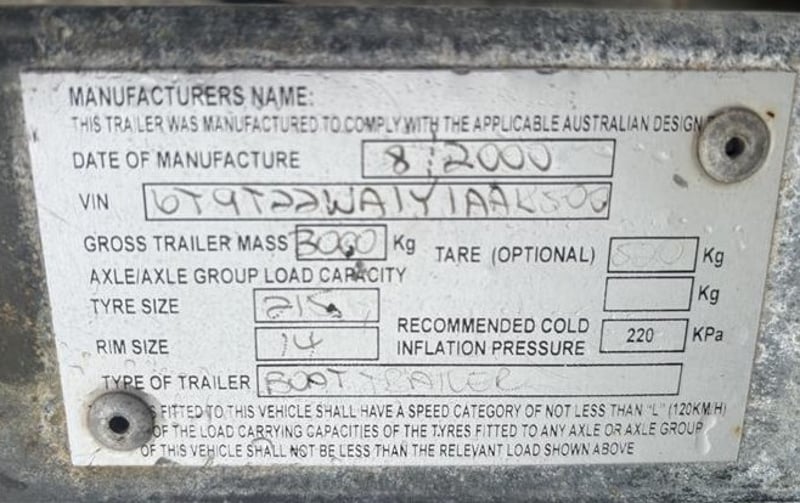 MANUFACTURERS NAME:
THIS TRAILER WAS MANUFACTURED TO COMPLY WITH THE APPLICABLE AUSTRALIAN DESIGN
DATE OF MANUFACTURE 8 / 2000
VIN 6T9T22WA1Y1AAK506
GROSS TRAILER MASS 3000 Kg TARE (OPTIONAL) Kg
AXLE/AXLE GROUP LOAD CAPACITY Kg
TYRE SIZE 215
RIM SIZE 14 RECOMMENDED COLD INFLATION PRESSURE 220 KPa
TYPE OF TRAILER BOAT TRAILER
FITTED TO THIS VEHICLE SHALL HAVE A SPEED CATEGORY OF NOT LESS THAN "L" (120KM/H)
OF THE LOAD CARRYING CAPACITIES OF THE TYRES FITTED TO ANY AXLE OR AXLE GROUP
OF THIS VEHICLE SHALL NOT BE LESS THAN THE RELEVANT LOAD SHOWN ABOVE